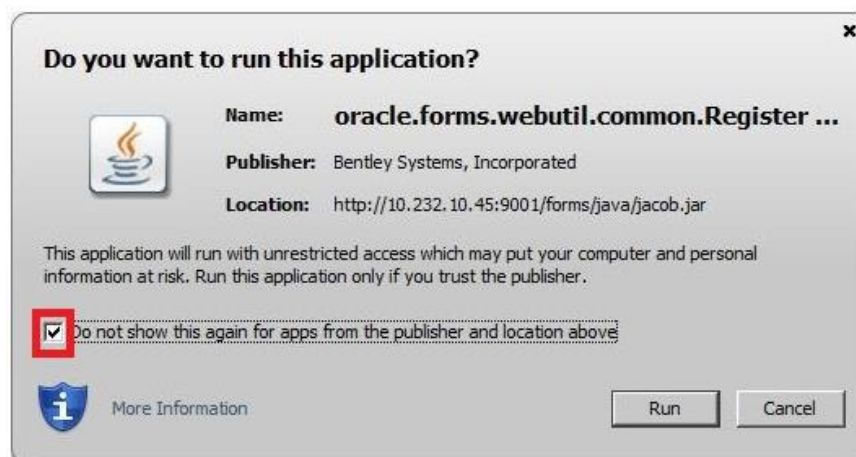 Do you want to run this application?
Name: oracle.forms.webutil.common.Register ...
Publisher: Bentley Systems, Incorporated
Location: http://10.232.10.45:9001/forms/java/jacob.jar
This application will run with unrestricted access which may put your computer and personal
information at risk. Run this application only if you trust the publisher.
Do not show this again for apps from the publisher and location above
More Information
Run Cancel